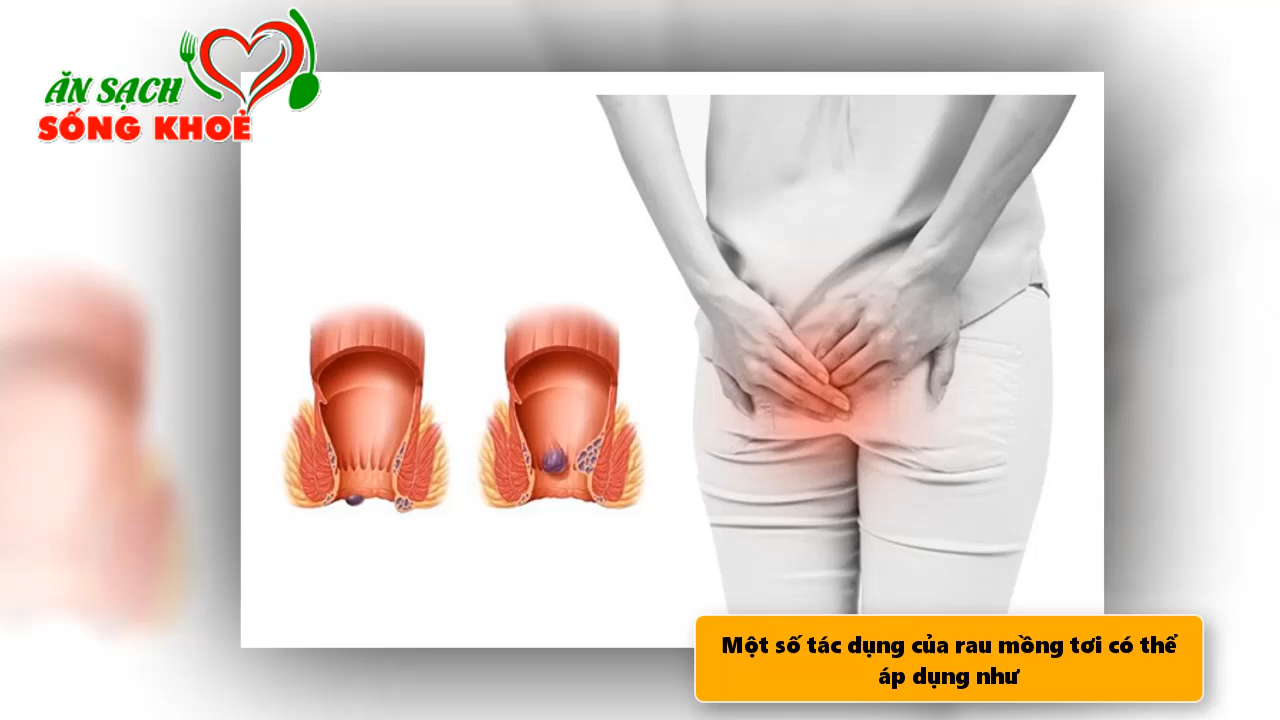 ĂN SẠCH
SỐNG KHOẺ
Một số tác dụng của rau mồng tơi có thể
áp dụng như